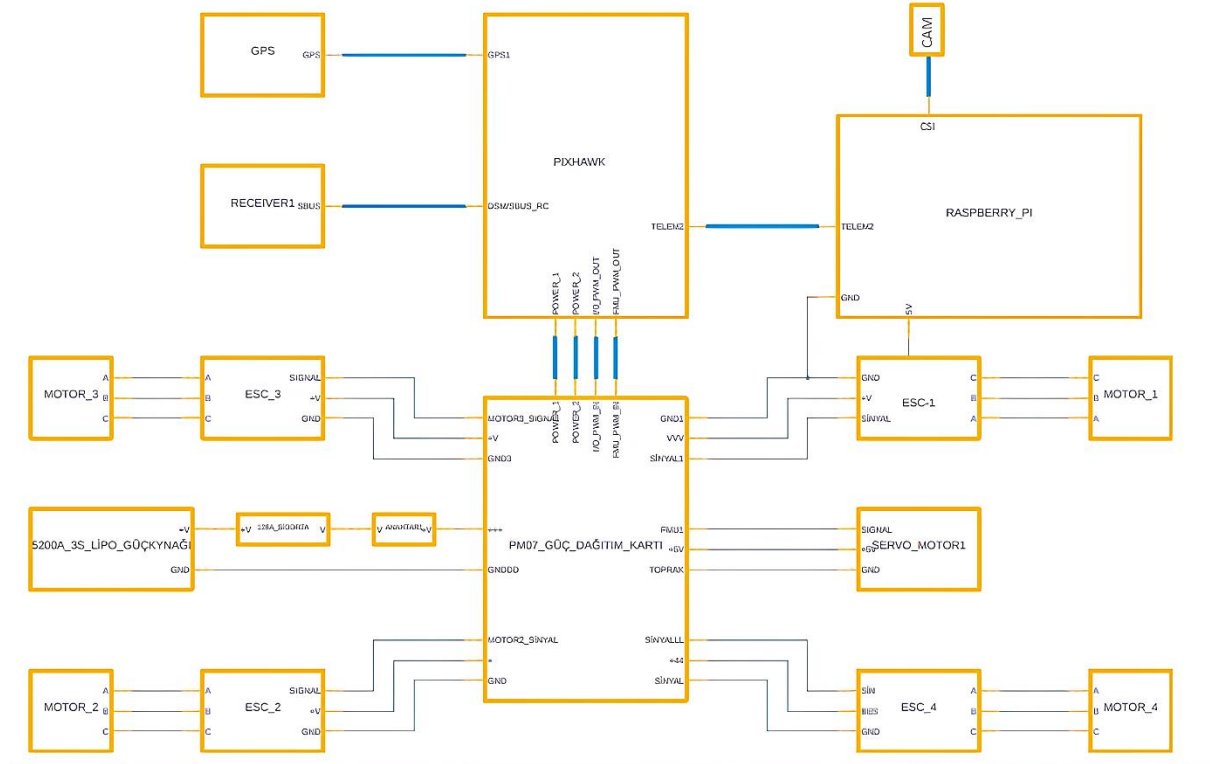 CAM
GPS
GPS
GPS1
PIXHAWK
CSI
RECEIVER1
SBUS
DSM/SBUS_RC
TELEM2
TELEM2
RASPBERRY_PI
GND
5V
POWER_1
POWER_2
I/O_PWM_OUT
FMU_PWM_OUT
MOTOR_3
A
B
C
A
B
C
ESC_3
SIGNAL
+V
GND
MOTOR3_SIGNAL
+V
GND3
POWER_1
POWER_2
I/O_PWM_IN
FMU_PWM_IN
GND1
VVV
SİNYAL1
GND
+V
SİNYAL
ESC-1
C
B
A
C
B
A
MOTOR_1
5200A_3S_LİPO_GÜÇKYNAĞI
+V
GND
+V
V
V
+V
+++
GNDDD
PM07_GÜÇ_DAĞITIM_KARTI
FMU1
+6V
TOPRAK
SIGNAL
+6V
GND
SERVO_MOTOR1
MOTOR_2
A
B
C
A
B
C
ESC_2
SIGNAL
+V
GND
MOTOR2_SİNYAL
+
GND
SİNYALLL
+44
SİNYAL
SİN
GND
ESC_4
A
B
C
A
B
C
MOTOR_4